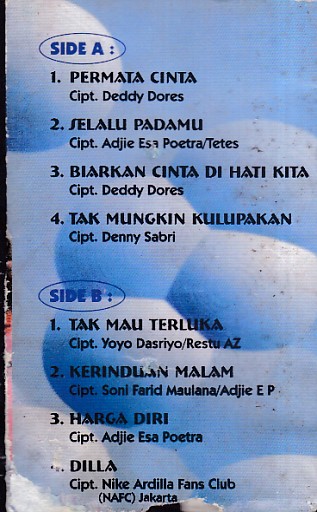 SIDE A :
1. PERMATA CINTA
Cipt. Deddy Dores
2. SELALU PADAMU
Cipt. Adjie Esa Poetra/Tetes
3. BIARKAN CINTA DI HATI KITA
Cipt. Deddy Dores
4. TAK MUNGKIN KULUPAKAN
Cipt. Denny Sabri
SIDE B :
1. TAK MAU TERLUKA
Cipt. Yoyo Dasriyo/Restu AZ
2. KERINDUAN MALAM
Cipt. Soni Farid Maulana/Adjie E P
3. HARGA DIRI
Cipt. Adjie Esa Poetra
. DILLA
Cipt. Nike Ardilla Fans Club
(NAFC) Jakarta